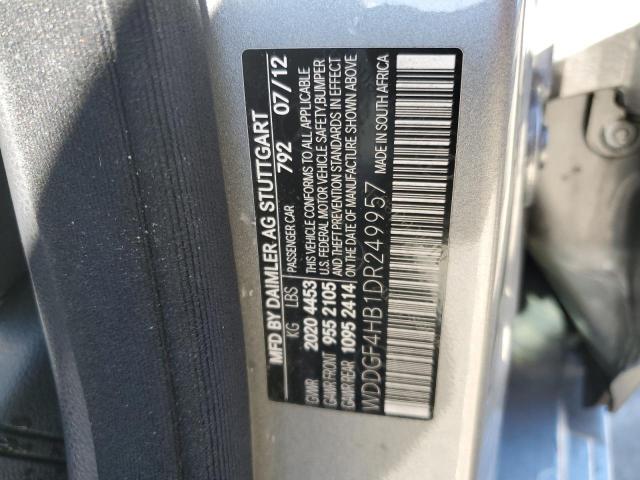 MFD BY DAIMLER AG STUTTGART
PASSENGER CAR 792 07/12
KG LBS
GVWR 2020 4453
GAWR FRONT 955 2105
GAWR REAR 1095 2414
THIS VEHICLE CONFORMS TO ALL APPLICABLE
U.S. FEDERAL MOTOR VEHICLE SAFETY, BUMPER
AND THEFT PREVENTION STANDARDS IN EFFECT
ON THE DATE OF MANUFACTURE SHOWN ABOVE
WDDGF4HB1DR249957 MADE IN SOUTH AFRICA